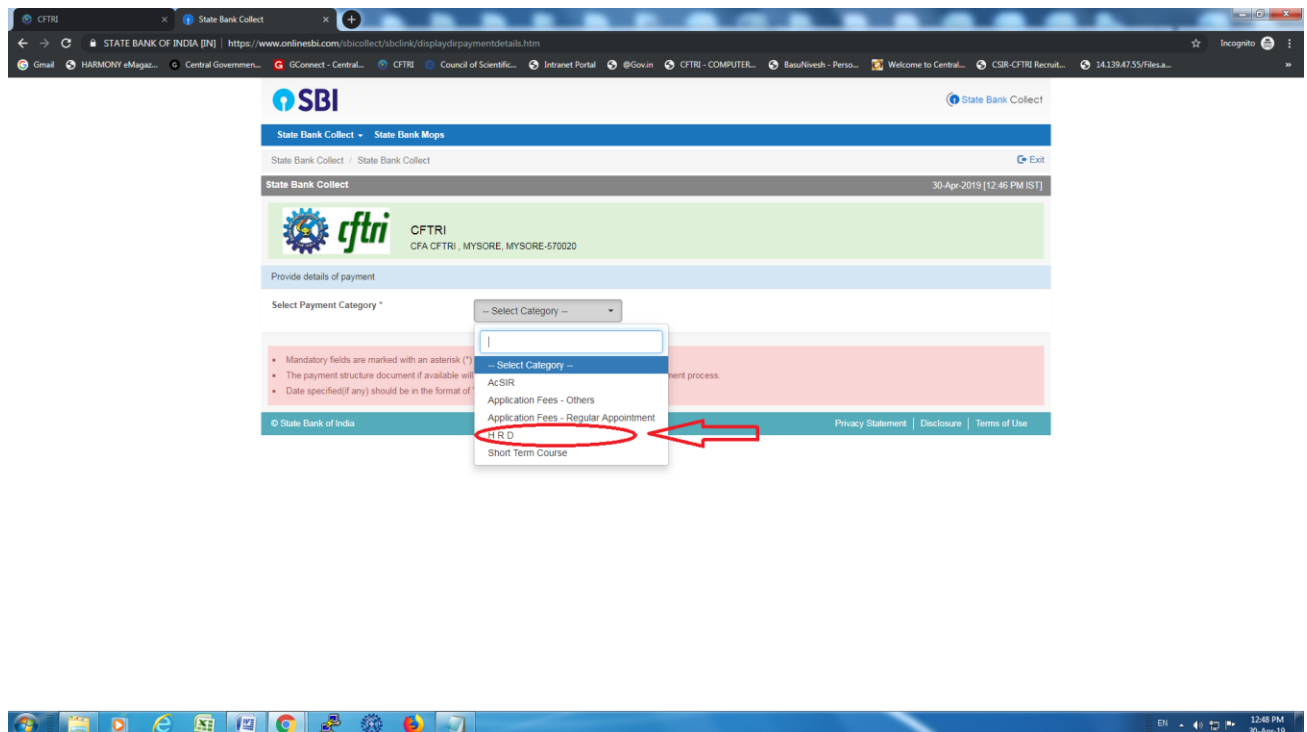 CFTRI
State Bank Collect
STATE BANK OF INDIA [IN] | https://www.onlinesbi.com/sbicollect/sbclink/displaydirpaymentdetails.htm
Incognito
Gmail HARMONY eMagaz... Central Governmen... GConnect - Central... CFTRI Council of Scientific... Intranet Portal @Gov.in CFTRI - COMPUTER... BasuNivesh - Perso... Welcome to Central... CSIR-CFTRI Recruit... 14.139.47.55/Files.a... »
SBI
State Bank Collect
State Bank Collect State Bank Mops
State Bank Collect / State Bank Collect
Exit
State Bank Collect
30-Apr-2019 [12:46 PM IST]
cftri
CFTRI
CFA CFTRI , MYSORE, MYSORE-570020
Provide details of payment
Select Payment Category *
-- Select Category --
-- Select Category --
AcSIR
Application Fees - Others
Application Fees - Regular Appointment
H R D
Short Term Course
Mandatory fields are marked with an asterisk (*)
The payment structure document if available will ment process.
Date specified(if any) should be in the format of '
© State Bank of India
Privacy Statement | Disclosure | Terms of Use
EN
12:48 PM
30-Apr-19